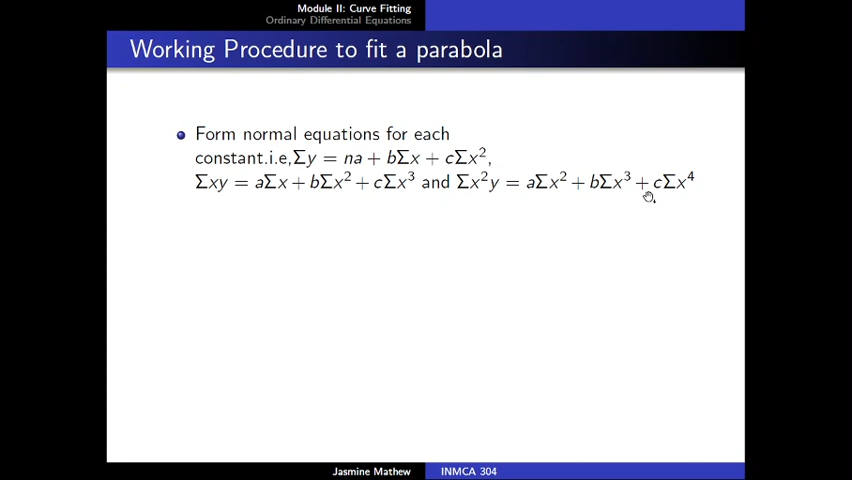 Module II: Curve Fitting
Ordinary Differential Equations
Working Procedure to fit a parabola
Form normal equations for each
constant.i.e,Σy = na + bΣx + cΣx²,
Σxy = aΣx + bΣx² + cΣx³ and Σx²y = aΣx² + bΣx³ + cΣx⁴
Jasmine Mathew INMCA 304